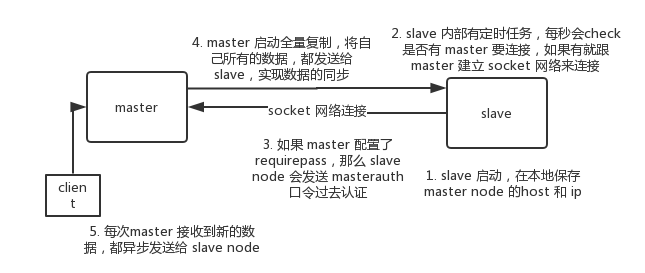 4. master 启动全量复制，将自
己所有的数据，都发送给
slave，实现数据的同步
2. slave 内部有定时任务，每秒会check
是否有 master 要连接，如果有就跟
master 建立 socket 网络来连接
master
socket 网络连接
slave
3. 如果 master 配置了
requirepass，那么 slave
node 会发送 masterauth
口令过去认证
1. slave 启动，在本地保存
master node 的host 和 ip
clien
t
5. 每次master 接收到新的数
据，都异步发送给 slave node